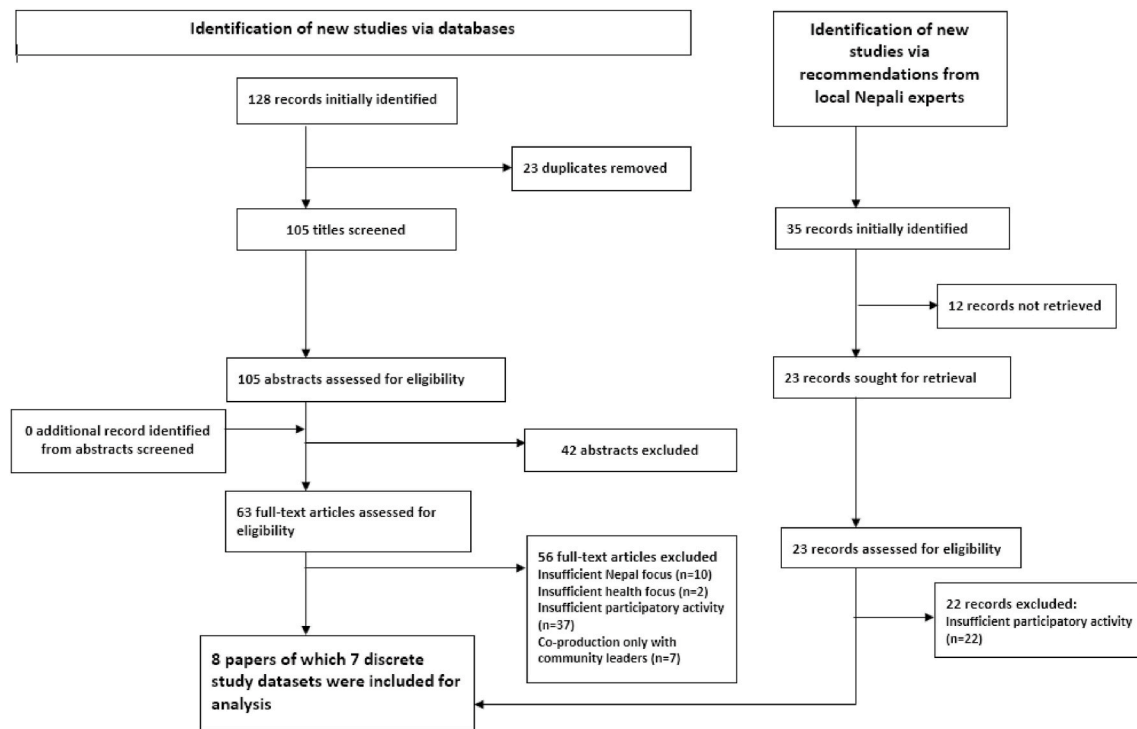 Identification of new studies via databases
128 records initially identified
23 duplicates removed
105 titles screened
105 abstracts assessed for eligibility
0 additional record identified
from abstracts screened
42 abstracts excluded
63 full-text articles assessed for
eligibility
56 full-text articles excluded
Insufficient Nepal focus (n=10)
Insufficient health focus (n=2)
Insufficient participatory activity
(n=37)
Co-production only with
community leaders (n=7)
8 papers of which 7 discrete
study datasets were included for
analysis
Identification of new
studies via
recommendations from
local Nepali experts
35 records initially identified
12 records not retrieved
23 records sought for retrieval
23 records assessed for eligibility
22 records excluded:
Insufficient participatory activity
(n=22)